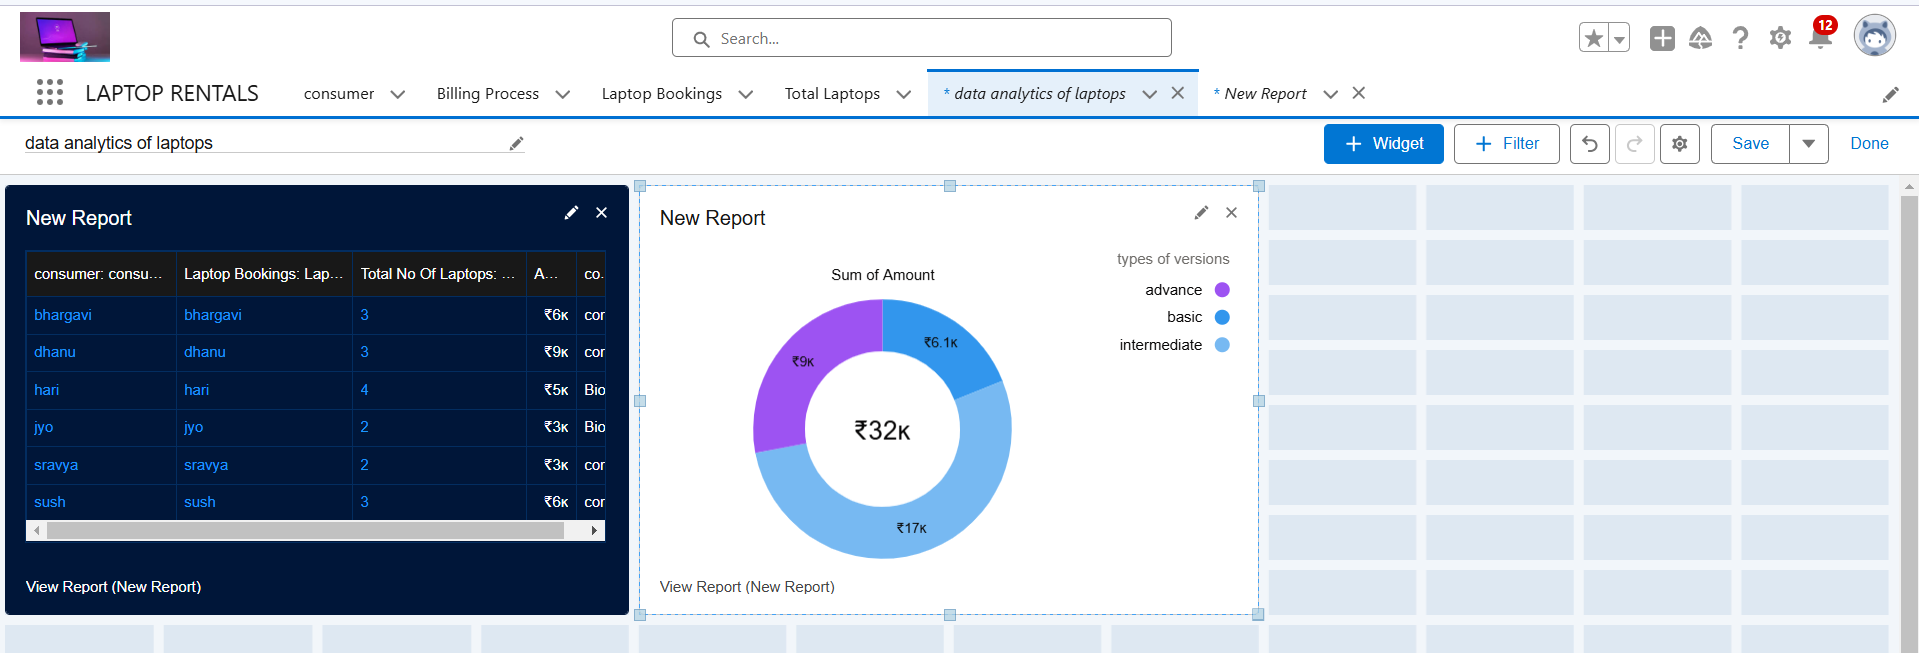 Search...
12
LAPTOP RENTALS
consumer
Billing Process
Laptop Bookings
Total Laptops
* data analytics of laptops
* New Report
data analytics of laptops
+ Widget
+ Filter
Save
Done
New Report
consumer: consu...
Laptop Bookings: Lap...
Total No Of Laptops: ...
A...
co.
bhargavi bhargavi 3 ₹6K cor
dhanu dhanu 3 ₹9K cor
hari hari 4 ₹5K Bio
jyo jyo 2 ₹3K Bio
sravya sravya 2 ₹3K cor
sush sush 3 ₹6K cor
View Report (New Report)
New Report
types of versions
advance
basic
intermediate
Sum of Amount
₹6.1K
₹9K
₹32K
₹17K
View Report (New Report)